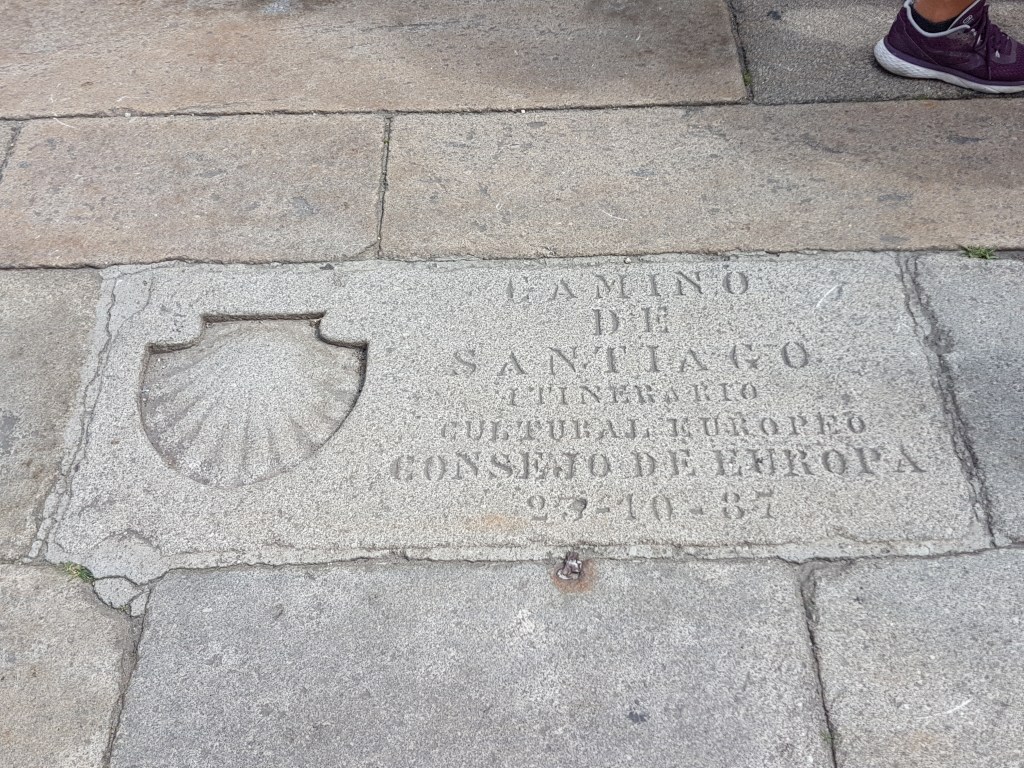 CAMINO
DE
SANTIAGO
ITINERARIO
CULTURAL EUROPEO
CONSEJO DE EUROPA
23-10-87